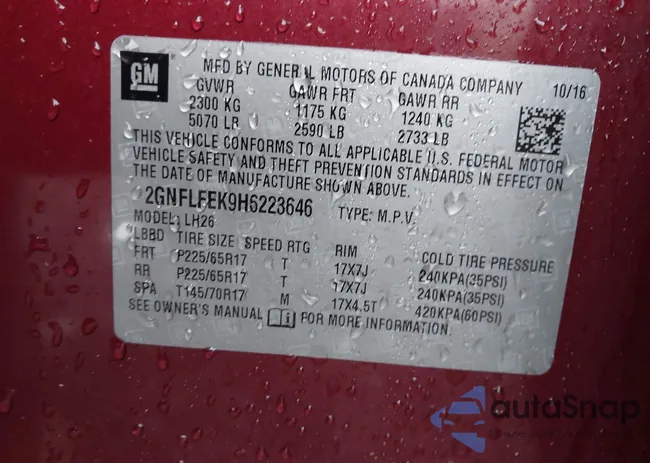 GM
MFD BY GENERAL MOTORS OF CANADA COMPANY 10/16
GVWR GAWR FRT GAWR RR
2300 KG 1175 KG 1240 KG
5070 LB 2590 LB 2733 LB
THIS VEHICLE CONFORMS TO ALL APPLICABLE U.S. FEDERAL MOTOR
VEHICLE SAFETY AND THEFT PREVENTION STANDARDS IN EFFECT ON
THE DATE OF MANUFACTURE SHOWN ABOVE.
2GNFLFEK9H6223646 TYPE: M.P.V.
MODEL: LH26
LBBD TIRE SIZE SPEED RTG RIM COLD TIRE PRESSURE
FRT P225/65R17 T 17X7J 240KPA(35PSI)
RR P225/65R17 T 17X7J 240KPA(35PSI)
SPA T145/70R17 M 17X4.5T 420KPA(60PSI)
SEE OWNER'S MANUAL FOR MORE INFORMATION.
autoSnap